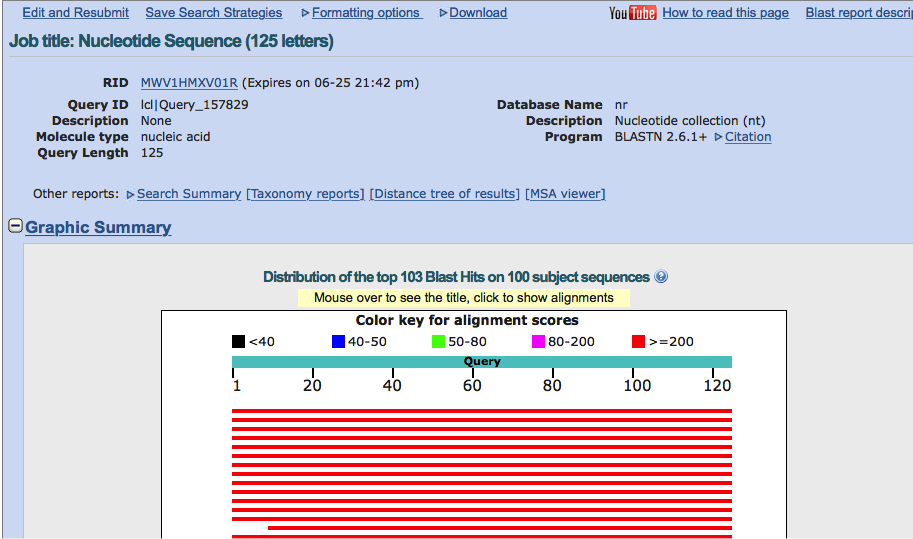 Edit and Resubmit Save Search Strategies Formatting options Download YouTube How to read this page Blast report descrip
Job title: Nucleotide Sequence (125 letters)
RID MWV1HMXV01R (Expires on 06-25 21:42 pm)
Query ID lcl|Query_157829
Description None
Molecule type nucleic acid
Query Length 125
Database Name nr
Description Nucleotide collection (nt)
Program BLASTN 2.6.1+ Citation
Other reports: Search Summary [Taxonomy reports] [Distance tree of results] [MSA viewer]
Graphic Summary
Distribution of the top 103 Blast Hits on 100 subject sequences ?
Mouse over to see the title, click to show alignments
Color key for alignment scores
<40 40-50 50-80 80-200 >=200
Query
1 20 40 60 80 100 120